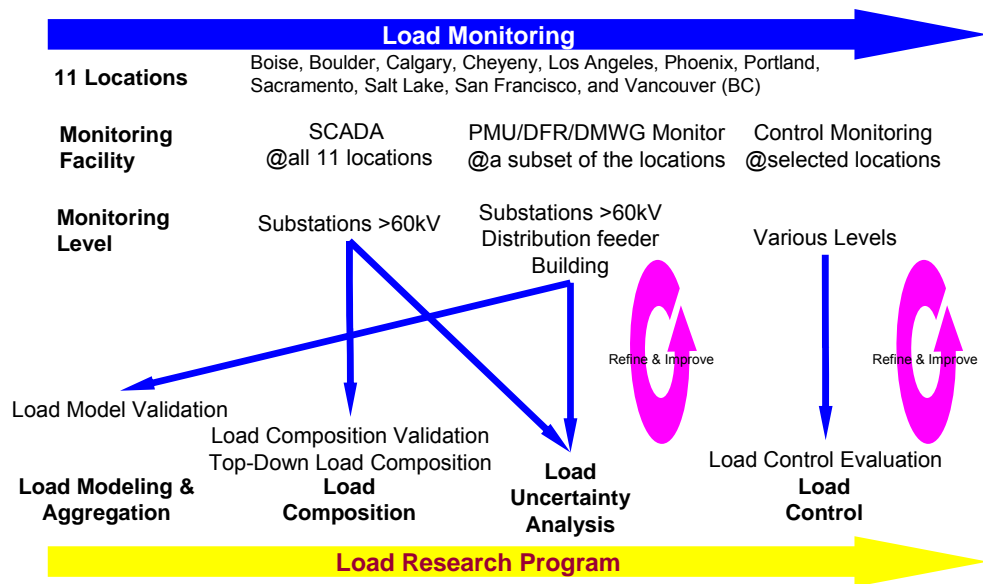 Load Monitoring
11 Locations
Boise, Boulder, Calgary, Cheyeny, Los Angeles, Phoenix, Portland,
Sacramento, Salt Lake, San Francisco, and Vancouver (BC)
Monitoring
Facility
SCADA
@all 11 locations
PMU/DFR/DMWG Monitor
@a subset of the locations
Control Monitoring
@selected locations
Monitoring
Level
Substations >60kV
Substations >60kV
Distribution feeder
Building
Various Levels
Refine & Improve
Refine & Improve
Load Model Validation
Load Composition Validation
Top-Down Load Composition
Load Control Evaluation
Load Modeling &
Aggregation
Load
Composition
Load
Uncertainty
Analysis
Load
Control
Load Research Program